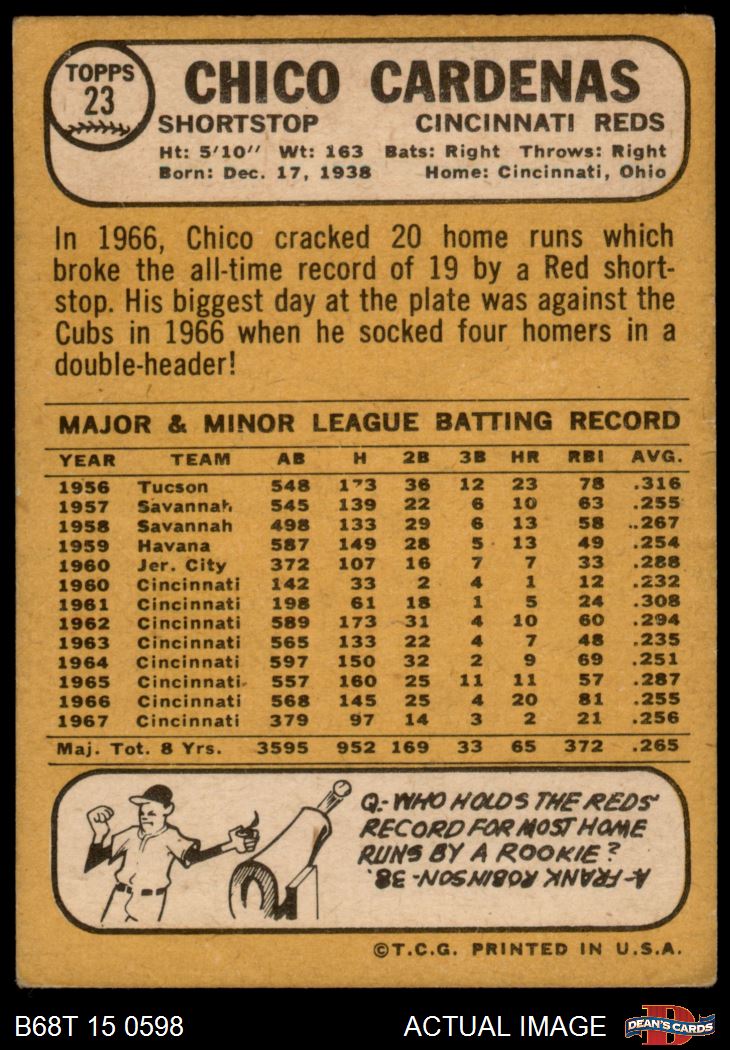 TOPPS
23
CHICO CARDENAS
SHORTSTOP CINCINNATI REDS
Ht: 5'10" Wt: 163 Bats: Right Throws: Right
Born: Dec. 17, 1938 Home: Cincinnati, Ohio
In 1966, Chico cracked 20 home runs which
broke the all-time record of 19 by a Red short-
stop. His biggest day at the plate was against the
Cubs in 1966 when he socked four homers in a
double-header!
MAJOR & MINOR LEAGUE BATTING RECORD
YEAR TEAM AB H 2B 3B HR RBI AVG.
1956 Tucson 548 173 36 12 23 78 .316
1957 Savannah 545 139 22 6 10 63 .255
1958 Savannah 498 133 29 6 13 58 .267
1959 Havana 587 149 28 5 13 49 .254
1960 Jer. City 372 107 16 7 7 33 .288
1960 Cincinnati 142 33 2 4 1 12 .232
1961 Cincinnati 198 61 18 1 5 24 .308
1962 Cincinnati 589 173 31 4 10 60 .294
1963 Cincinnati 565 133 22 4 7 48 .235
1964 Cincinnati 597 150 32 2 9 69 .251
1965 Cincinnati 557 160 25 11 11 57 .287
1966 Cincinnati 568 145 25 4 20 81 .255
1967 Cincinnati 379 97 14 3 2 21 .256
Maj. Tot. 8 Yrs. 3595 952 169 33 65 372 .265
Q.- WHO HOLDS THE REDS'
RECORD FOR MOST HOME
RUNS BY A ROOKIE?
A- FRANK ROBINSON- 38.
©T.C.G. PRINTED IN U.S.A.
B68T 15 0598 ACTUAL IMAGE
D
DEAN'S CARDS